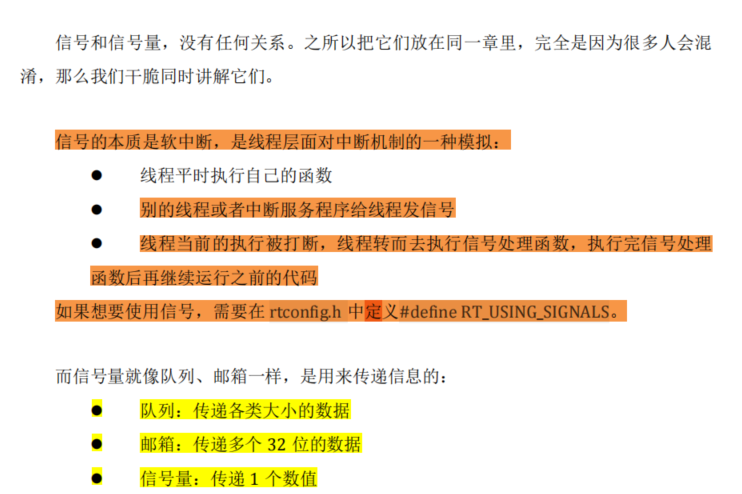 信号和信号量，没有任何关系。之所以把它们放在同一章里，完全是因为很多人会混
淆，那么我们干脆同时讲解它们。
信号的本质是软中断，是线程层面对中断机制的一种模拟：
● 线程平时执行自己的函数
● 别的线程或者中断服务程序给线程发信号
● 线程当前的执行被打断，线程转而去执行信号处理函数，执行完信号处理
函数后再继续运行之前的代码
如果想要使用信号，需要在 rtconfig.h 中定义#define RT_USING_SIGNALS。
而信号量就像队列、邮箱一样，是用来传递信息的：
● 队列：传递各类大小的数据
● 邮箱：传递多个 32 位的数据
● 信号量：传递 1 个数值